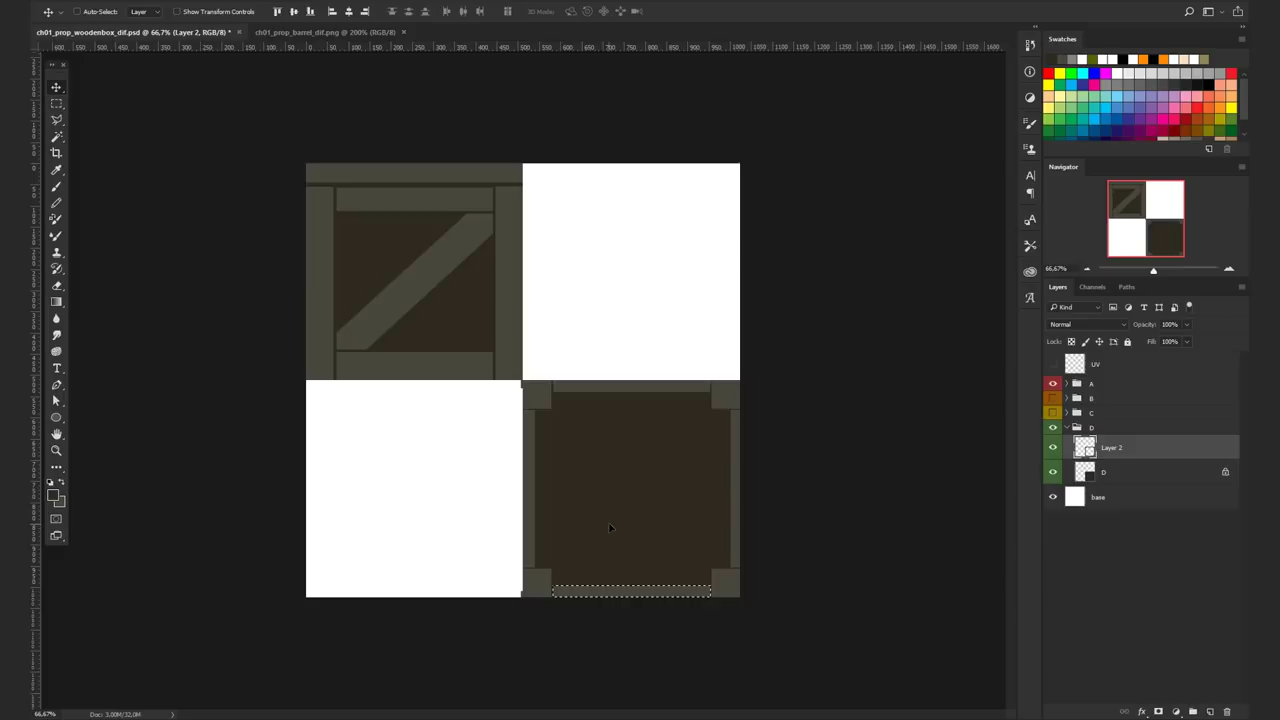 Auto-Select: Layer Show Transform Controls 3D Mode:
ch01_prop_woodenbox_dif.psd @ 66,7% (Layer 2, RGB/8) * ch01_prop_barrel_dif.png @ 200% (RGB/8)
Swatches
Navigator
66,67%
Layers Channels Paths
Kind
Normal Opacity: 100%
Lock: Fill: 100%
UV
A
B
C
D
Layer 2
D
base
66,67% Doc: 3,00M/32,0M